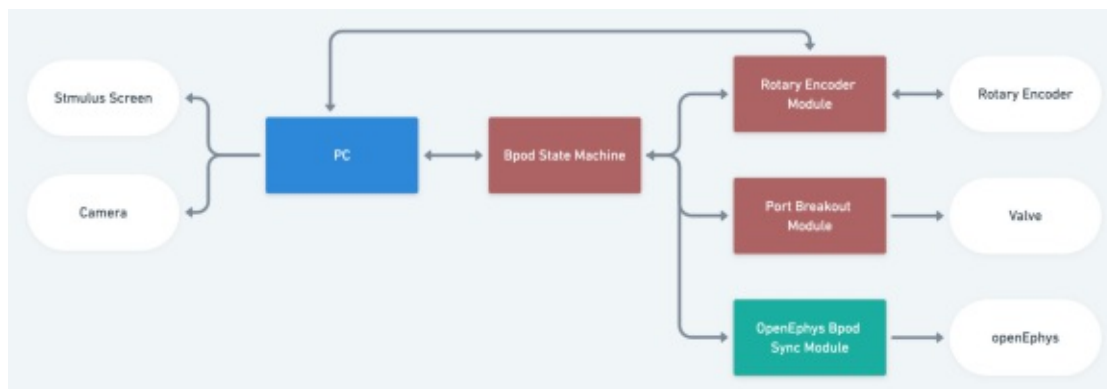 Stmulus Screen
Camera
PC
Bpod State Machine
Rotary Encoder
Module
Rotary Encoder
Port Breakout
Module
Valve
OpenEphys Bpod
Sync Module
openEphys